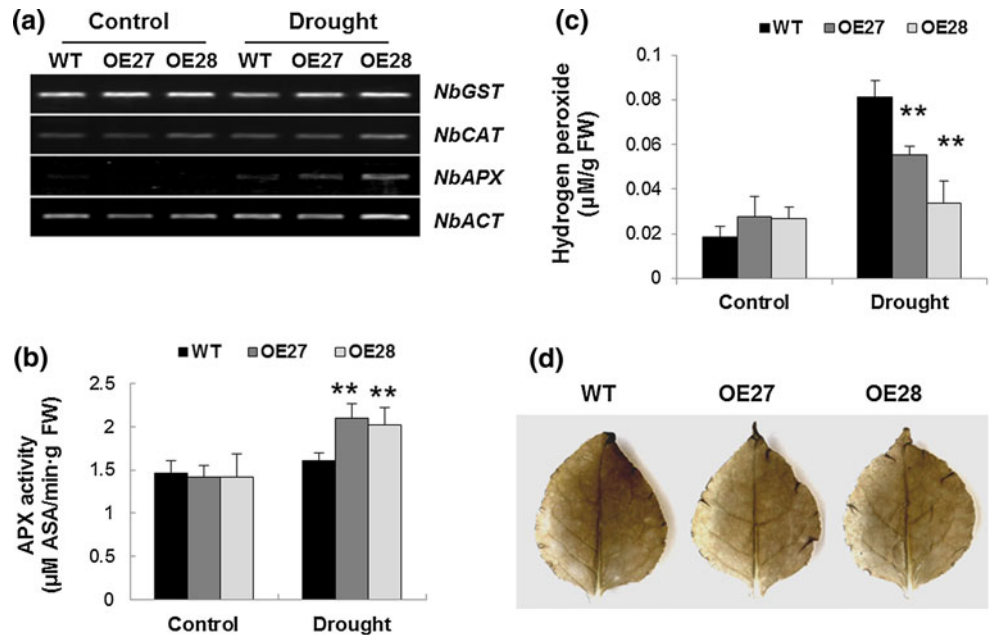 (a)
Control Drought
WT OE27 OE28 WT OE27 OE28
NbGST
NbCAT
NbAPX
NbACT
(b)
WT OE27 OE28
APX activity
(µM ASA/min·g FW)
2.5
2
1.5
1
0.5
0
** **
Control Drought
(c)
WT OE27 OE28
Hydrogen peroxide
(µM/g FW)
0.1
0.08
0.06
0.04
0.02
0
** **
Control Drought
(d)
WT OE27 OE28